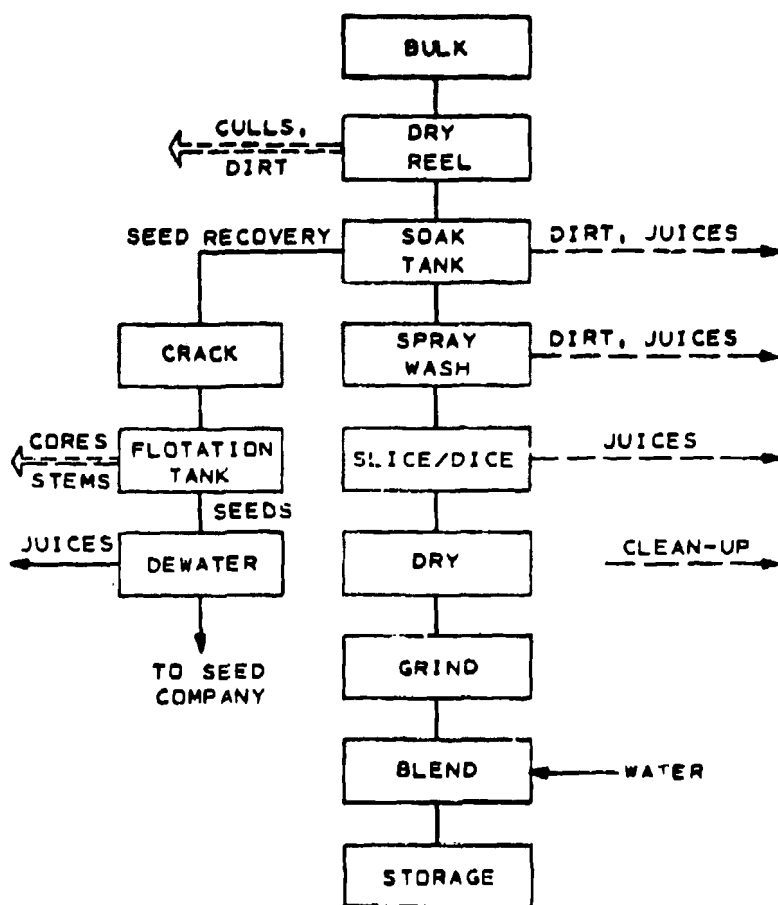 BULK
CULLS,
DIRT
DRY
REEL
SEED RECOVERY
SOAK
TANK
DIRT, JUICES
CRACK
SPRAY
WASH
DIRT, JUICES
CORES
STEMS
FLOTATION
TANK
SLICE/DICE
JUICES
SEEDS
JUICES
DEWATER
DRY
CLEAN-UP
TO SEED
COMPANY
GRIND
BLEND
WATER
STORAGE